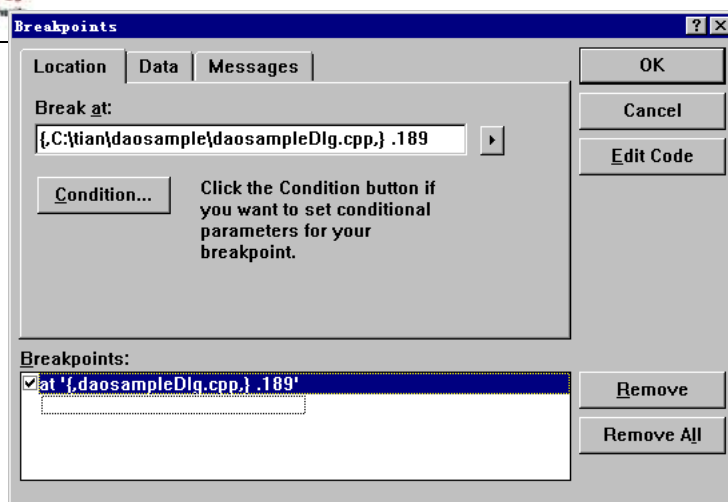 Breakpoints
Location
Data
Messages
OK
Cancel
Edit Code
Break at:
{,C:\tian\daosample\daosampleDlg.cpp,} .189
Condition...
Click the Condition button if
you want to set conditional
parameters for your
breakpoint.
Breakpoints:
at '{,daosampleDlg.cpp,} .189'
Remove
Remove All